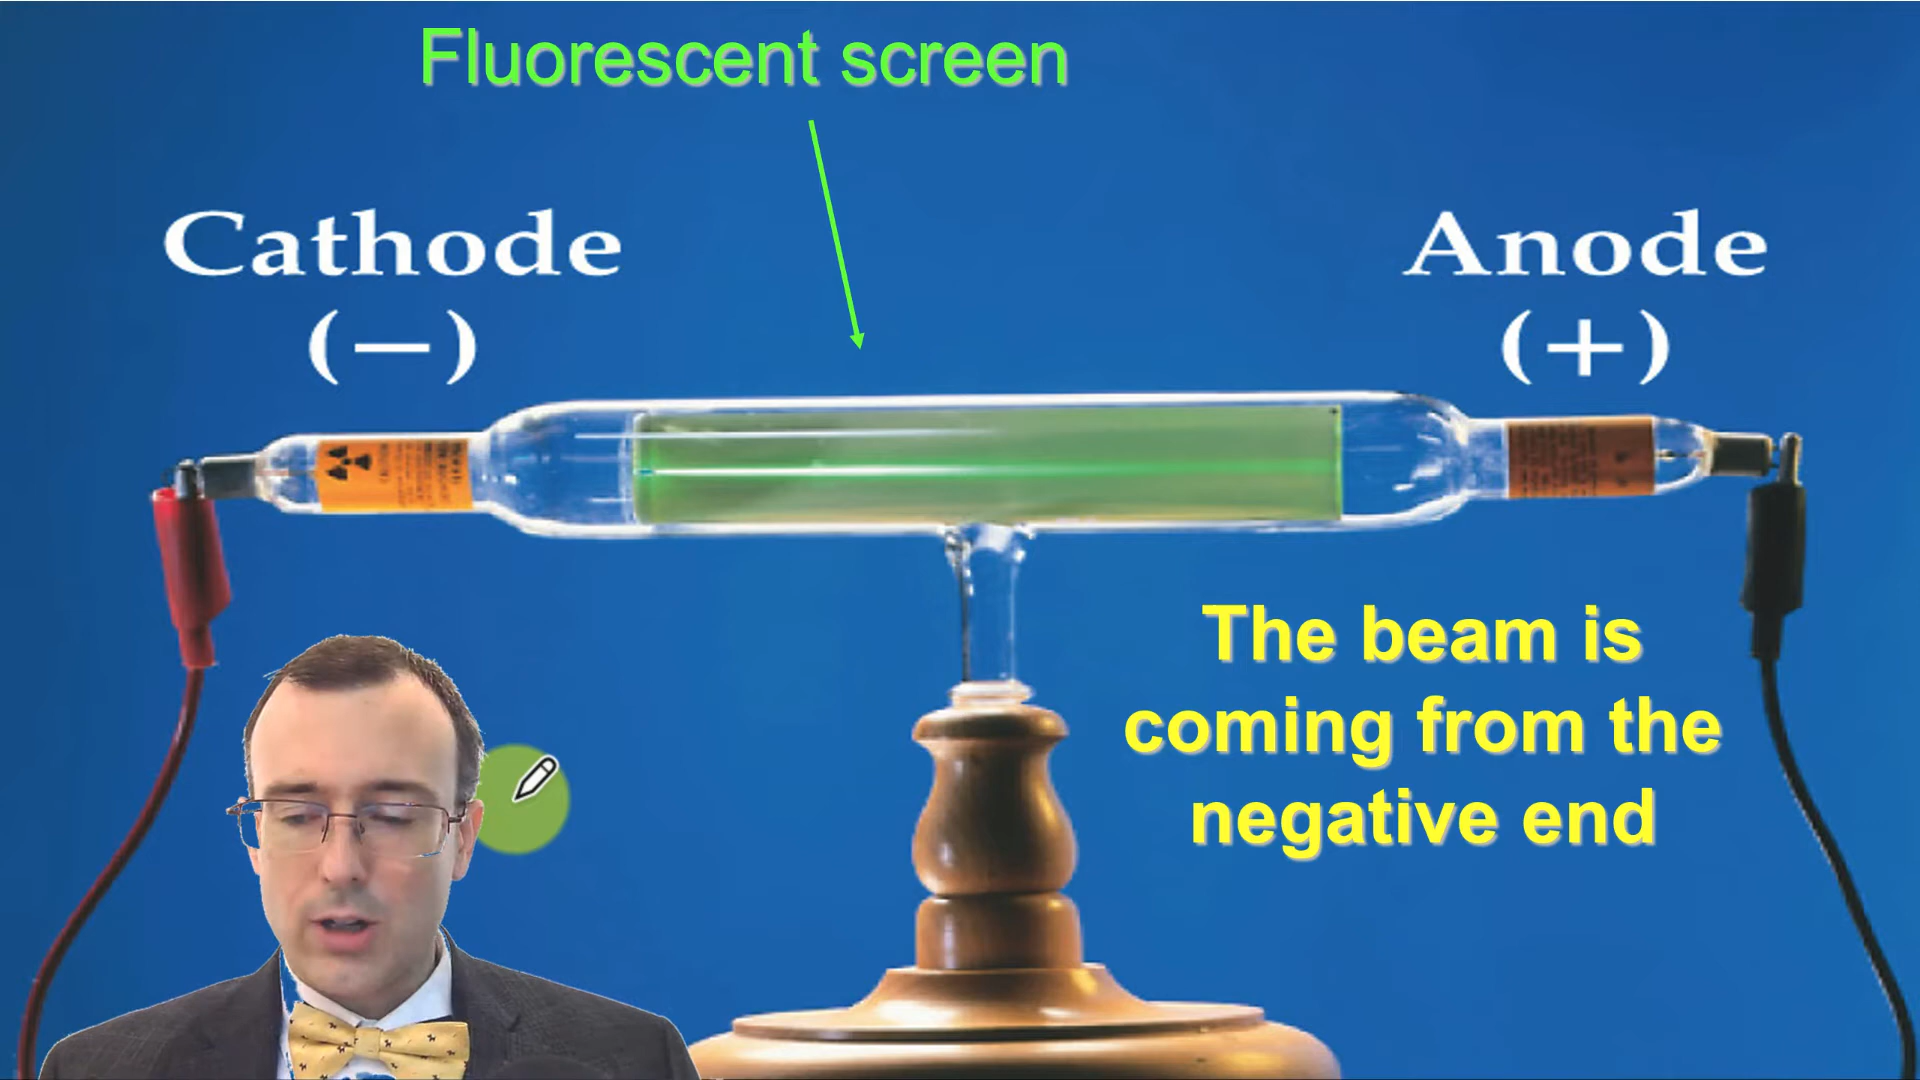 Fluorescent screen
Cathode
(−)
Anode
(+)
The beam is
coming from the
negative end